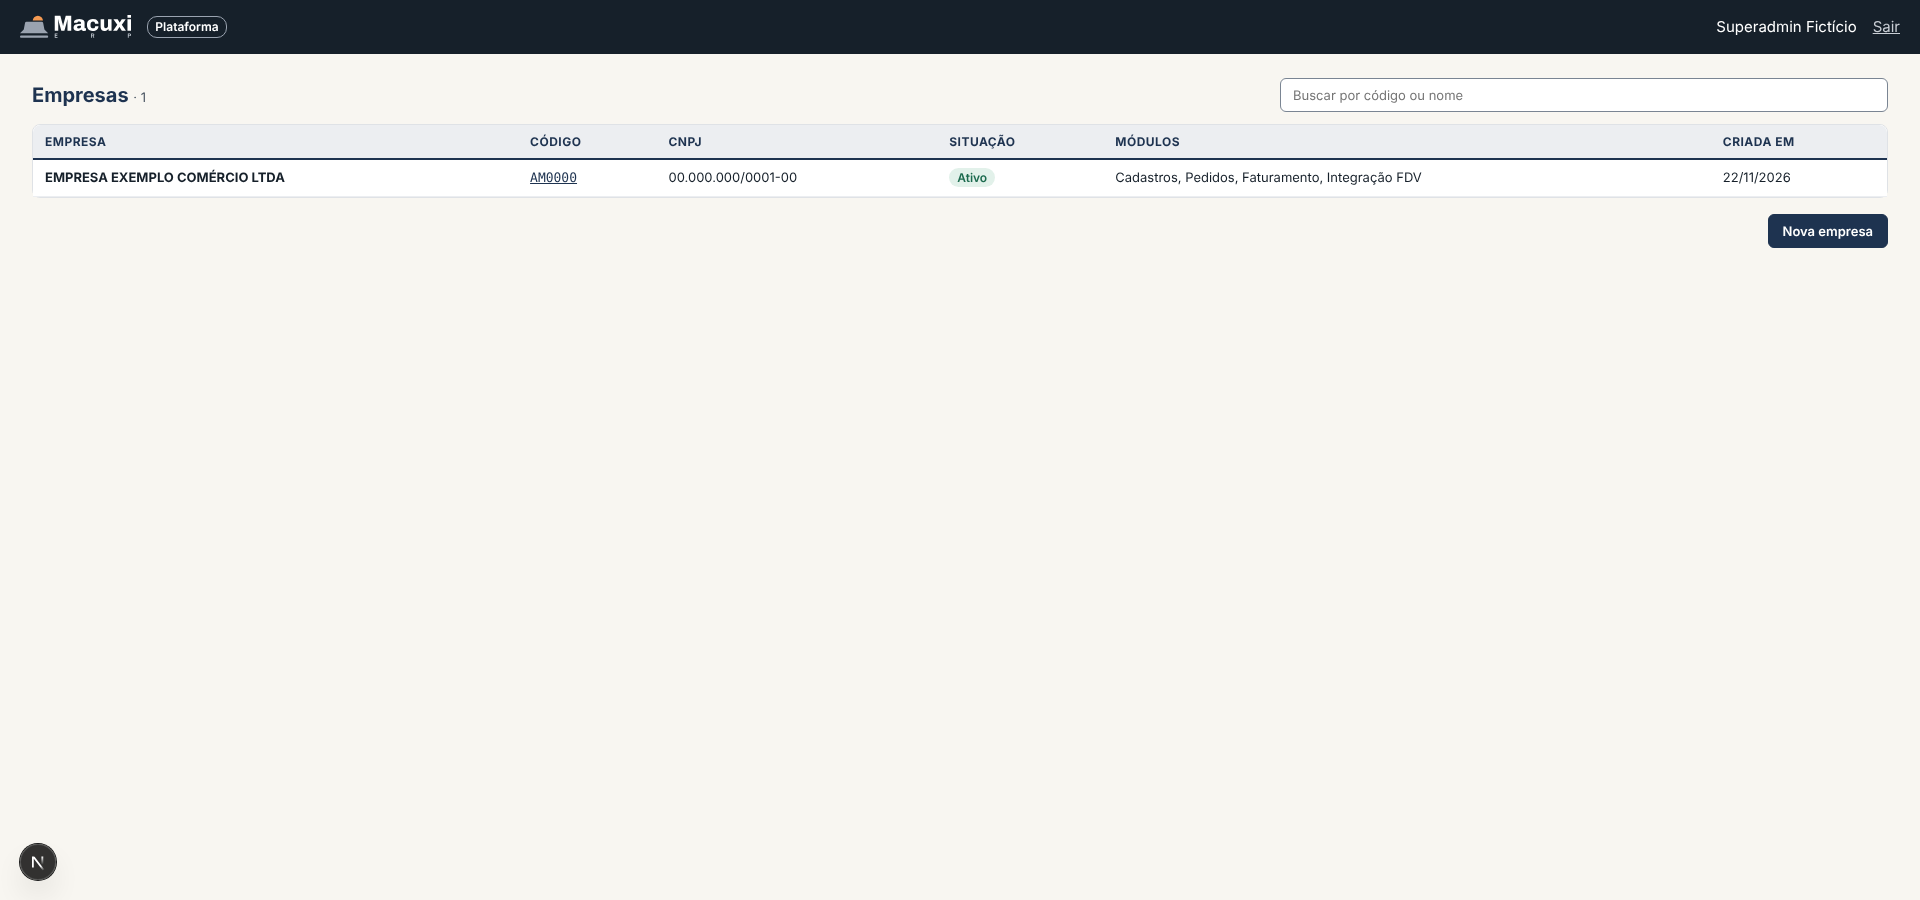 Macuxi
E R P
Plataforma
Superadmin Fictício Sair
Empresas · 1
Buscar por código ou nome
EMPRESA CÓDIGO CNPJ SITUAÇÃO MÓDULOS CRIADA EM
EMPRESA EXEMPLO COMÉRCIO LTDA AM0000 00.000.000/0001-00 Ativo Cadastros, Pedidos, Faturamento, Integração FDV 22/11/2026
Nova empresa
N